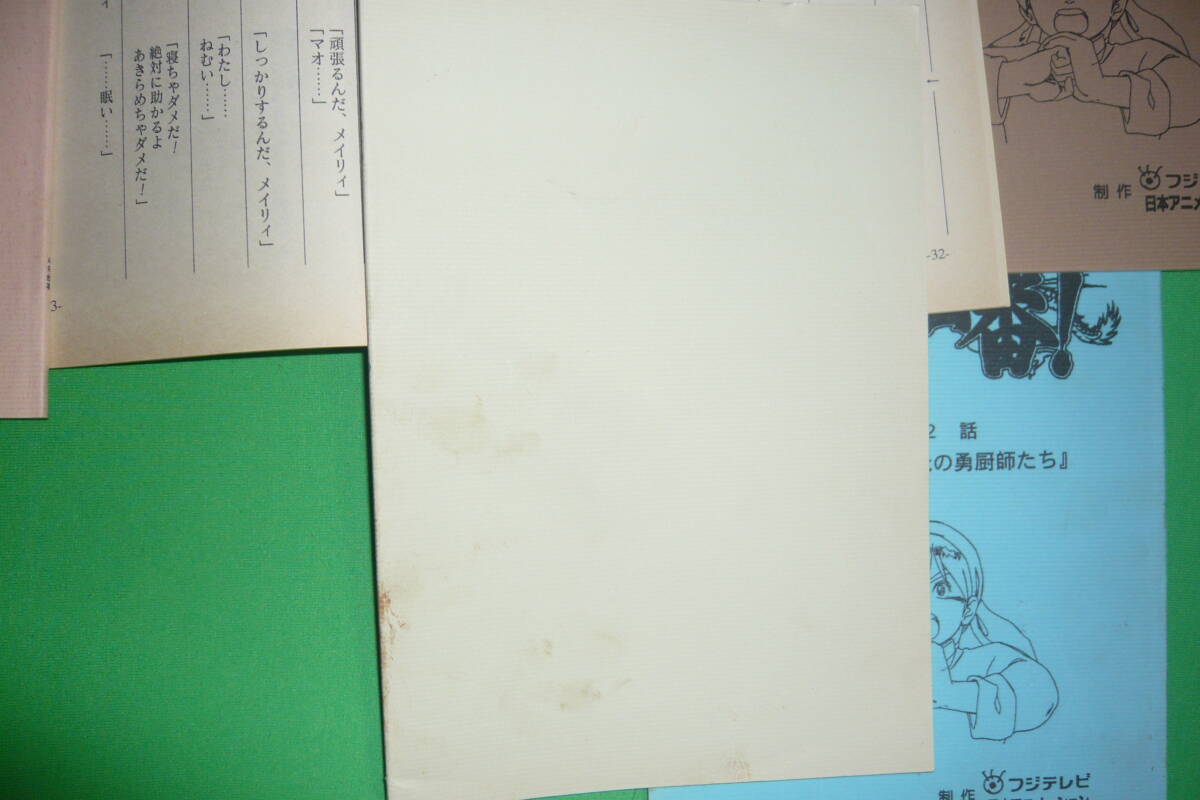 「頑張るんだ、メイリィ」
「マオ……」
「しっかりするんだ、メイリィ」
「わたし……
ねむい……」
「寝ちゃダメだ！
絶対に助かるよ
あきらめちゃダメだ！」
「……眠い……」
3-
-32-
制作 フジ
日本アニメ
番!
2 話
の勇厨師たち』
制作 フジテレビ